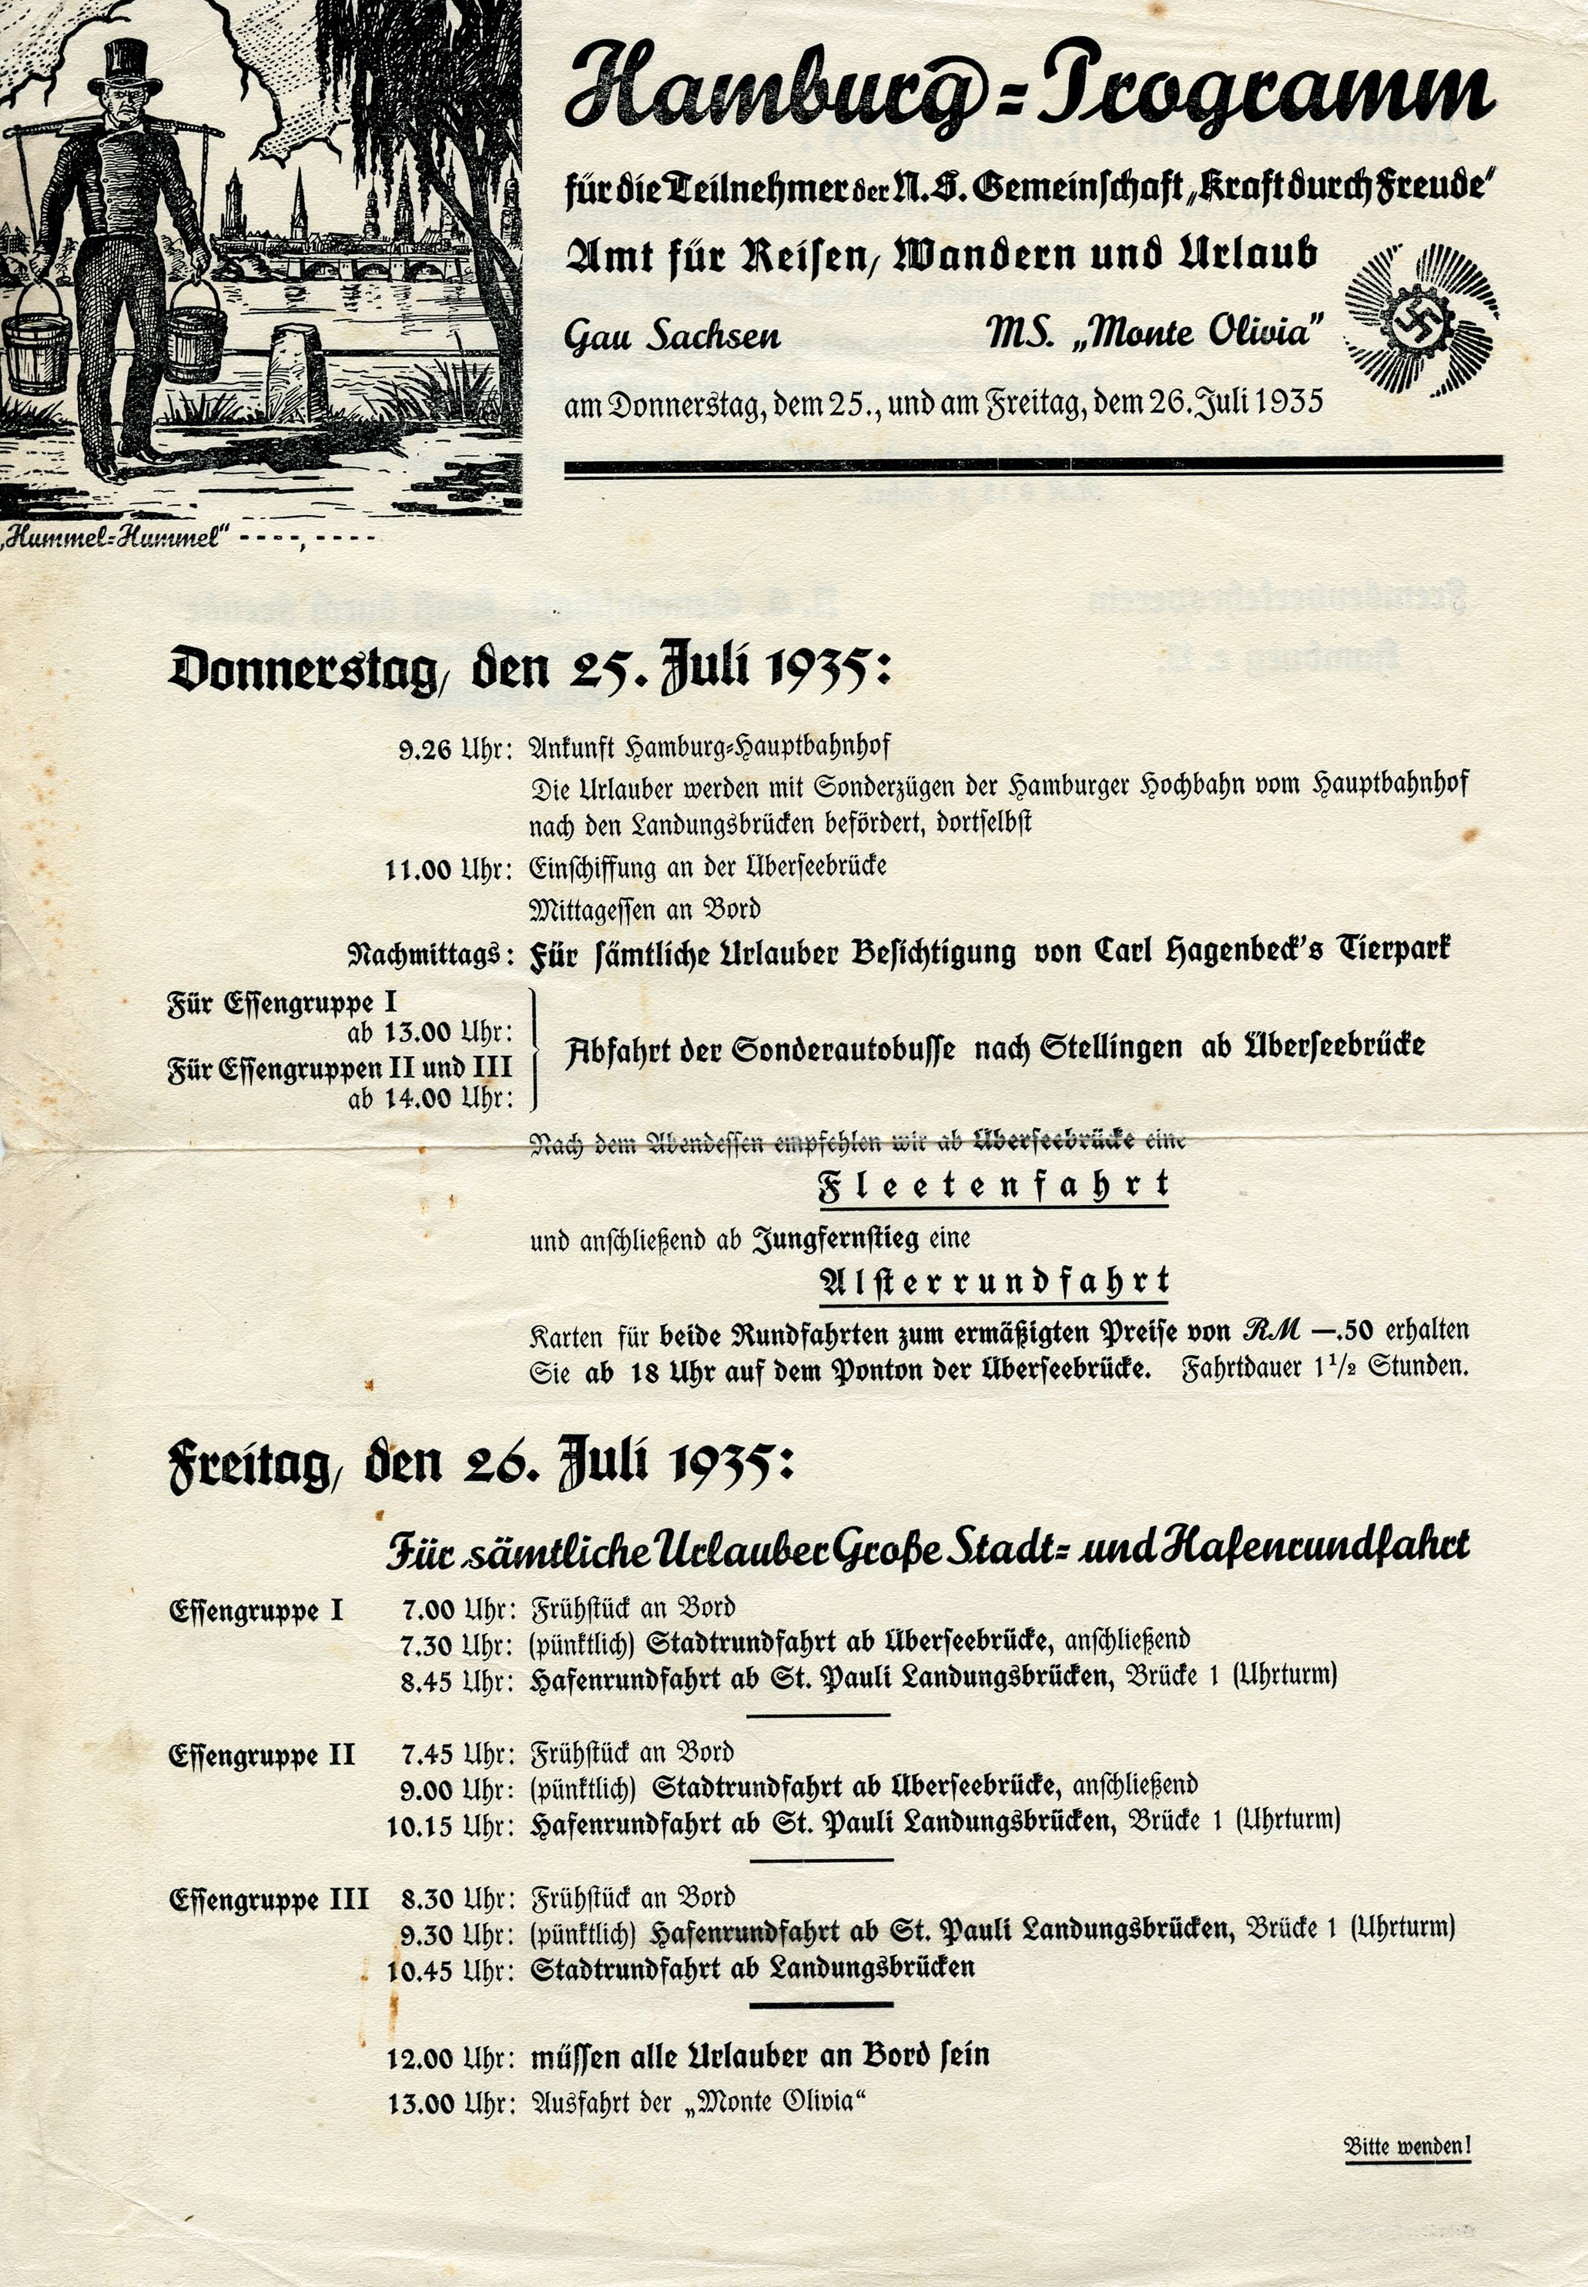 Hamburg=Programm
für die Teilnehmer der N. S. Gemeinschaft „Kraft durch Freude"
Amt für Reisen, Wandern und Urlaub
Gau Sachsen MS. „Monte Olivia"
am Donnerstag, dem 25., und am Freitag, dem 26. Juli 1935
„Hummel=Hummel" - - - -, - - - -
Donnerstag, den 25. Juli 1935:
9.26 Uhr: Ankunft Hamburg=Hauptbahnhof
Die Urlauber werden mit Sonderzügen der Hamburger Hochbahn vom Hauptbahnhof
nach den Landungsbrücken befördert, dortselbst
11.00 Uhr: Einschiffung an der Überseebrücke
Mittagessen an Bord
Nachmittags: Für sämtliche Urlauber Besichtigung von Carl Hagenbeck's Tierpark
Für Essengruppe I
ab 13.00 Uhr:
Für Essengruppen II und III
ab 14.00 Uhr:
Abfahrt der Sonderautobusse nach Stellingen ab Überseebrücke
Nach dem Abendessen empfehlen wir ab Überseebrücke eine
Fleetenfahrt
und anschließend ab Jungfernstieg eine
Alsterrundfahrt
Karten für beide Rundfahrten zum ermäßigten Preise von RM —.50 erhalten
Sie ab 18 Uhr auf dem Ponton der Überseebrücke. Fahrtdauer 1 1/2 Stunden.
Freitag, den 26. Juli 1935:
Für sämtliche Urlauber Große Stadt= und Hafenrundfahrt
Essengruppe I 7.00 Uhr: Frühstück an Bord
7.30 Uhr: (pünktlich) Stadtrundfahrt ab Überseebrücke, anschließend
8.45 Uhr: Hafenrundfahrt ab St. Pauli Landungsbrücken, Brücke 1 (Uhrturm)
Essengruppe II 7.45 Uhr: Frühstück an Bord
9.00 Uhr: (pünktlich) Stadtrundfahrt ab Überseebrücke, anschließend
10.15 Uhr: Hafenrundfahrt ab St. Pauli Landungsbrücken, Brücke 1 (Uhrturm)
Essengruppe III 8.30 Uhr: Frühstück an Bord
9.30 Uhr: (pünktlich) Hafenrundfahrt ab St. Pauli Landungsbrücken, Brücke 1 (Uhrturm)
10.45 Uhr: Stadtrundfahrt ab Landungsbrücken
12.00 Uhr: müssen alle Urlauber an Bord sein
13.00 Uhr: Ausfahrt der „Monte Olivia"
Bitte wenden!